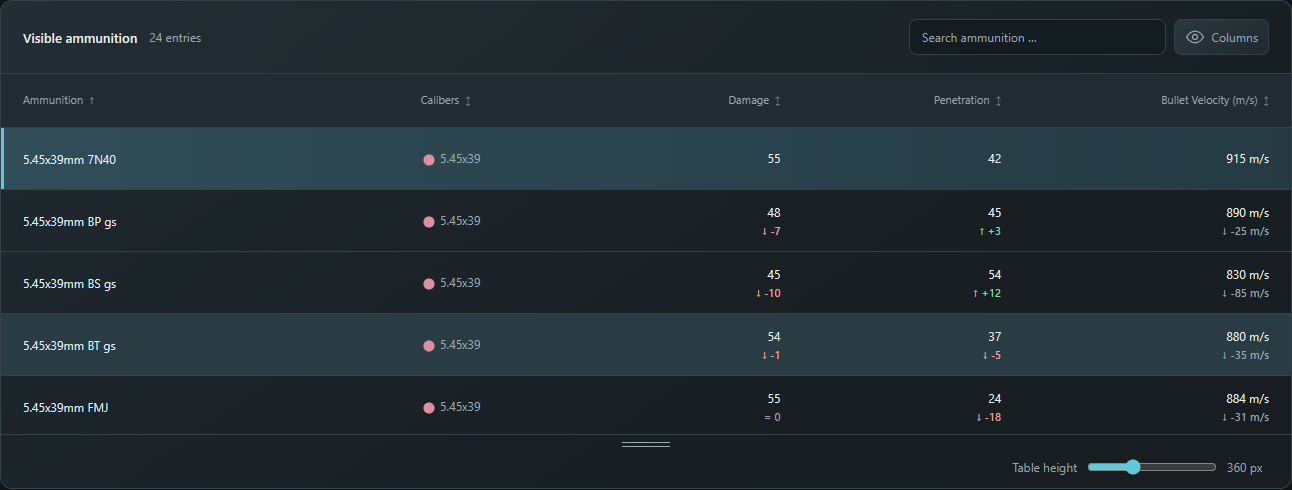 Visible ammunition 24 entries Search ammunition ... Columns
Ammunition ↑ Calibers ↕ Damage ↕ Penetration ↕ Bullet Velocity (m/s) ↕
5.45x39mm 7N40 5.45x39 55 42 915 m/s
5.45x39mm BP gs 5.45x39 48 45 890 m/s
↓ -7 ↑ +3 ↓ -25 m/s
5.45x39mm BS gs 5.45x39 45 54 830 m/s
↓ -10 ↑ +12 ↓ -85 m/s
5.45x39mm BT gs 5.45x39 54 37 880 m/s
↓ -1 ↓ -5 ↓ -35 m/s
5.45x39mm FMJ 5.45x39 55 24 884 m/s
= 0 ↓ -18 ↓ -31 m/s
Table height 360 px